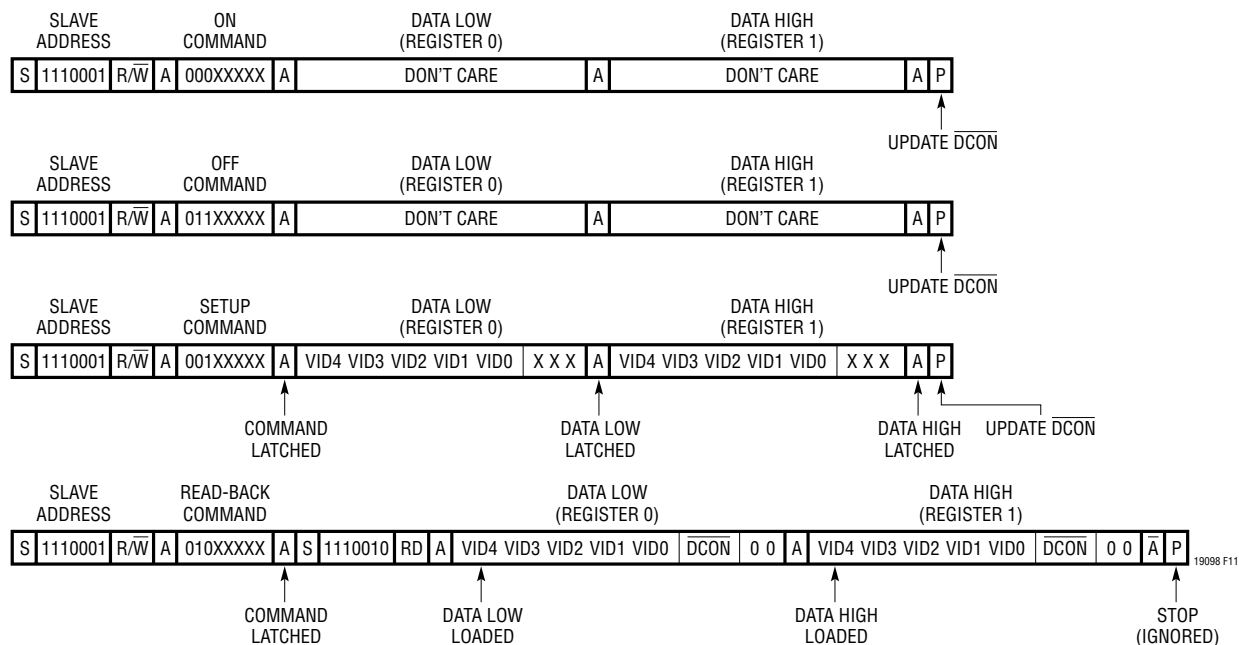 SLAVE ADDRESS ON COMMAND DATA LOW (REGISTER 0) DATA HIGH (REGISTER 1)
S 1110001 R/W̅ A 000XXXXX A DON'T CARE A DON'T CARE A P
UPDATE D̅C̅O̅N̅
SLAVE ADDRESS OFF COMMAND DATA LOW (REGISTER 0) DATA HIGH (REGISTER 1)
S 1110001 R/W̅ A 011XXXXX A DON'T CARE A DON'T CARE A P
UPDATE D̅C̅O̅N̅
SLAVE ADDRESS SETUP COMMAND DATA LOW (REGISTER 0) DATA HIGH (REGISTER 1)
S 1110001 R/W̅ A 001XXXXX A VID4 VID3 VID2 VID1 VID0 X X X A VID4 VID3 VID2 VID1 VID0 X X X A P
COMMAND LATCHED DATA LOW LATCHED DATA HIGH LATCHED UPDATE D̅C̅O̅N̅
SLAVE ADDRESS READ-BACK COMMAND DATA LOW (REGISTER 0) DATA HIGH (REGISTER 1)
S 1110001 R/W̅ A 010XXXXX A S 1110010 RD A VID4 VID3 VID2 VID1 VID0 D̅C̅O̅N̅ 0 0 A VID4 VID3 VID2 VID1 VID0 D̅C̅O̅N̅ 0 0 A̅ P
19098 F11
COMMAND LATCHED DATA LOW LOADED DATA HIGH LOADED STOP (IGNORED)